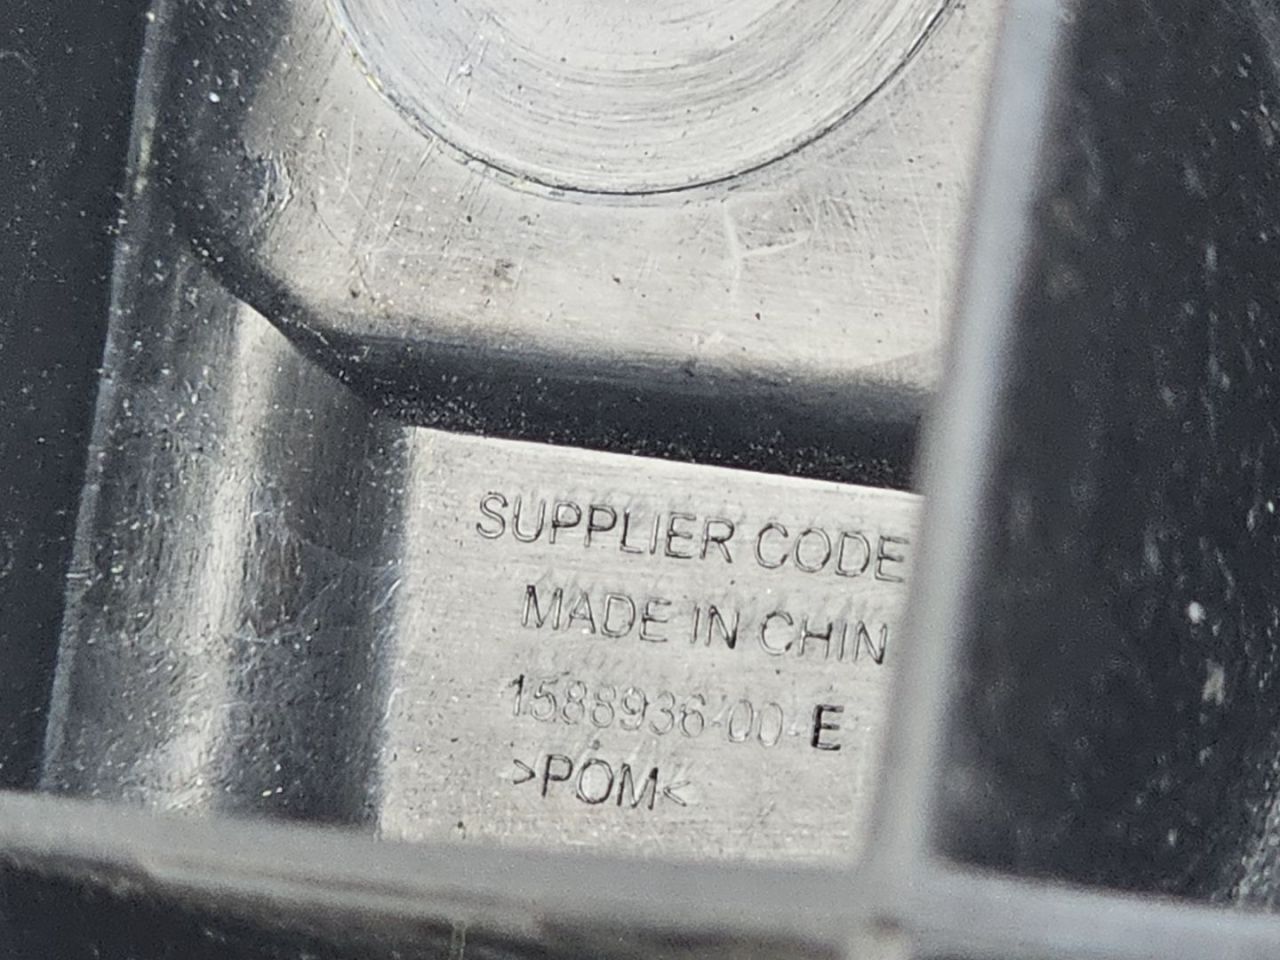 SUPPLIER CODE
MADE IN CHIN
1588936-00-E
>POM<